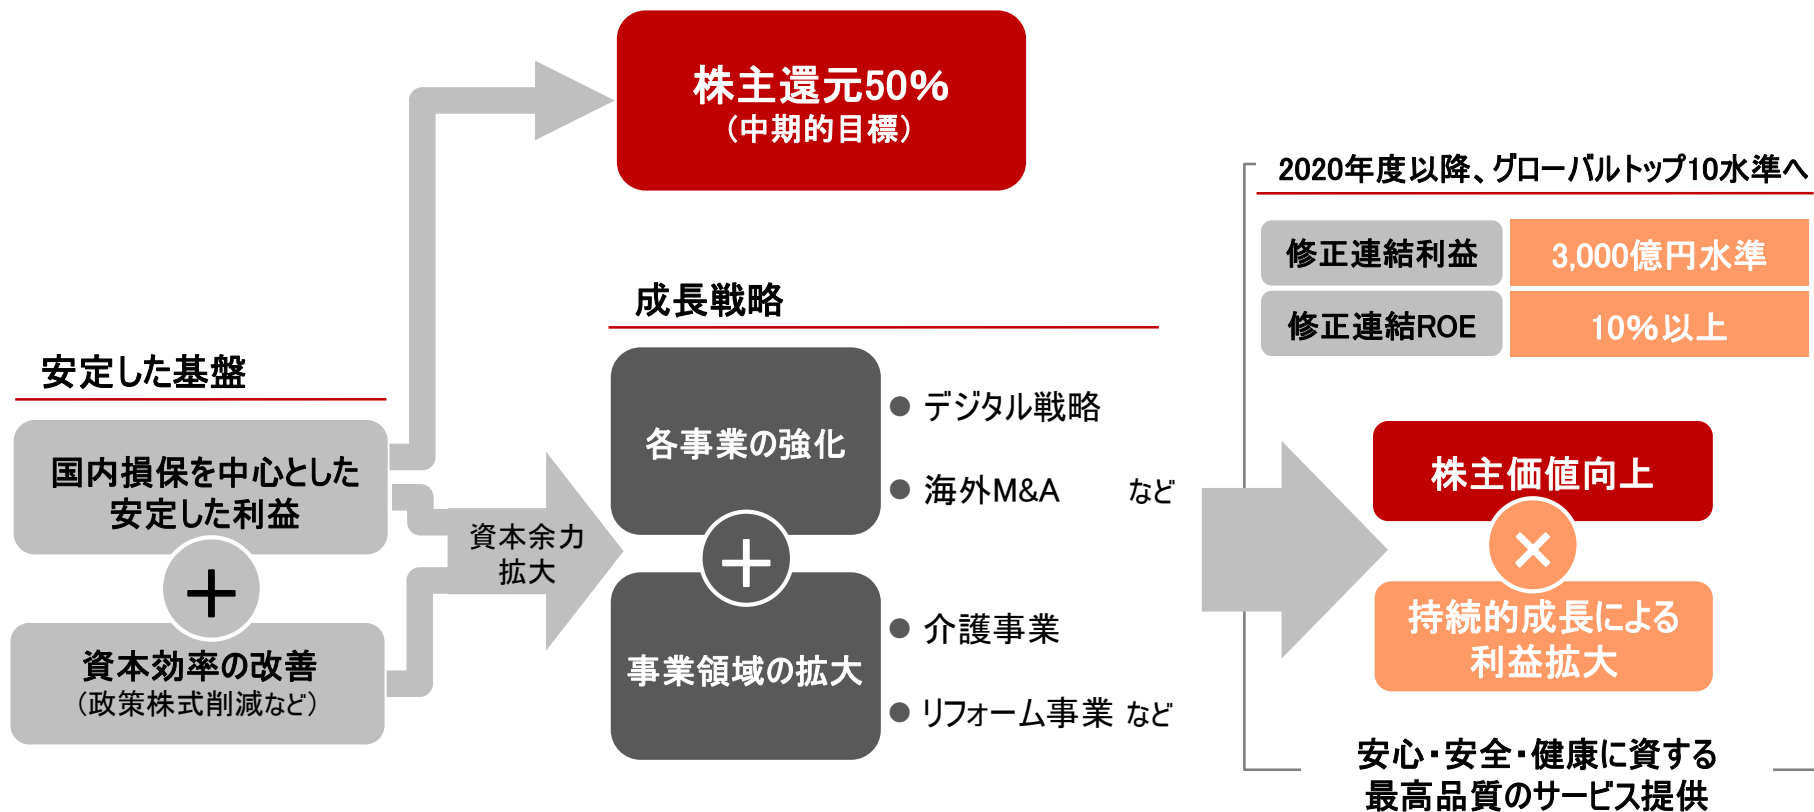 株主還元50%
（中期的目標）
安定した基盤
国内損保を中心とした
安定した利益
+
資本効率の改善
（政策株式削減など）
資本余力
拡大
成長戦略
各事業の強化
● デジタル戦略
● 海外M&A など
+
事業領域の拡大
● 介護事業
● リフォーム事業 など
2020年度以降、グローバルトップ10水準へ
修正連結利益 3,000億円水準
修正連結ROE 10%以上
株主価値向上
×
持続的成長による
利益拡大
安心・安全・健康に資する
最高品質のサービス提供